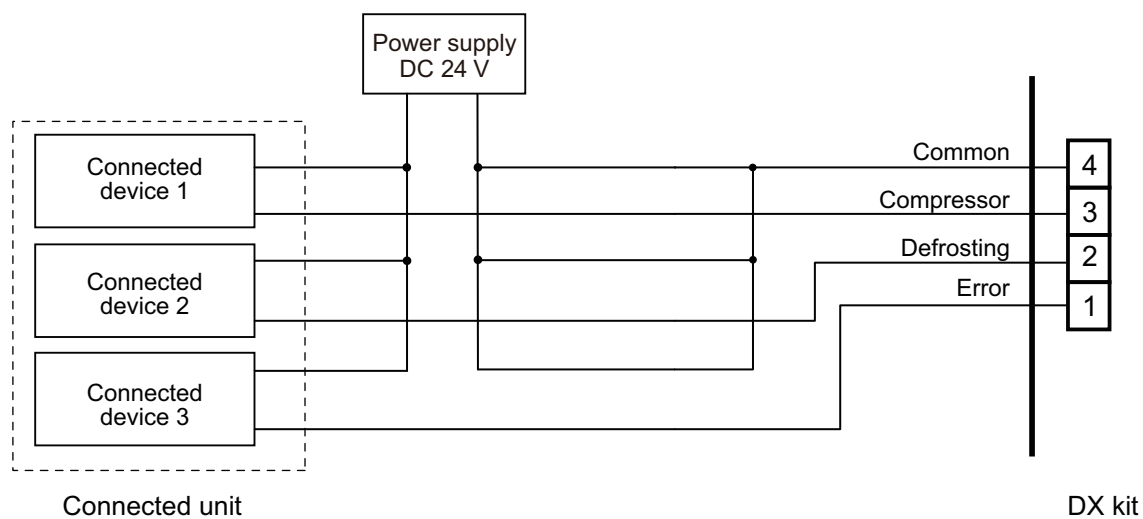 Power supply
DC 24 V
Connected
device 1
Connected
device 2
Connected
device 3
Common
Compressor
Defrosting
Error
4
3
2
1
Connected unit
DX kit